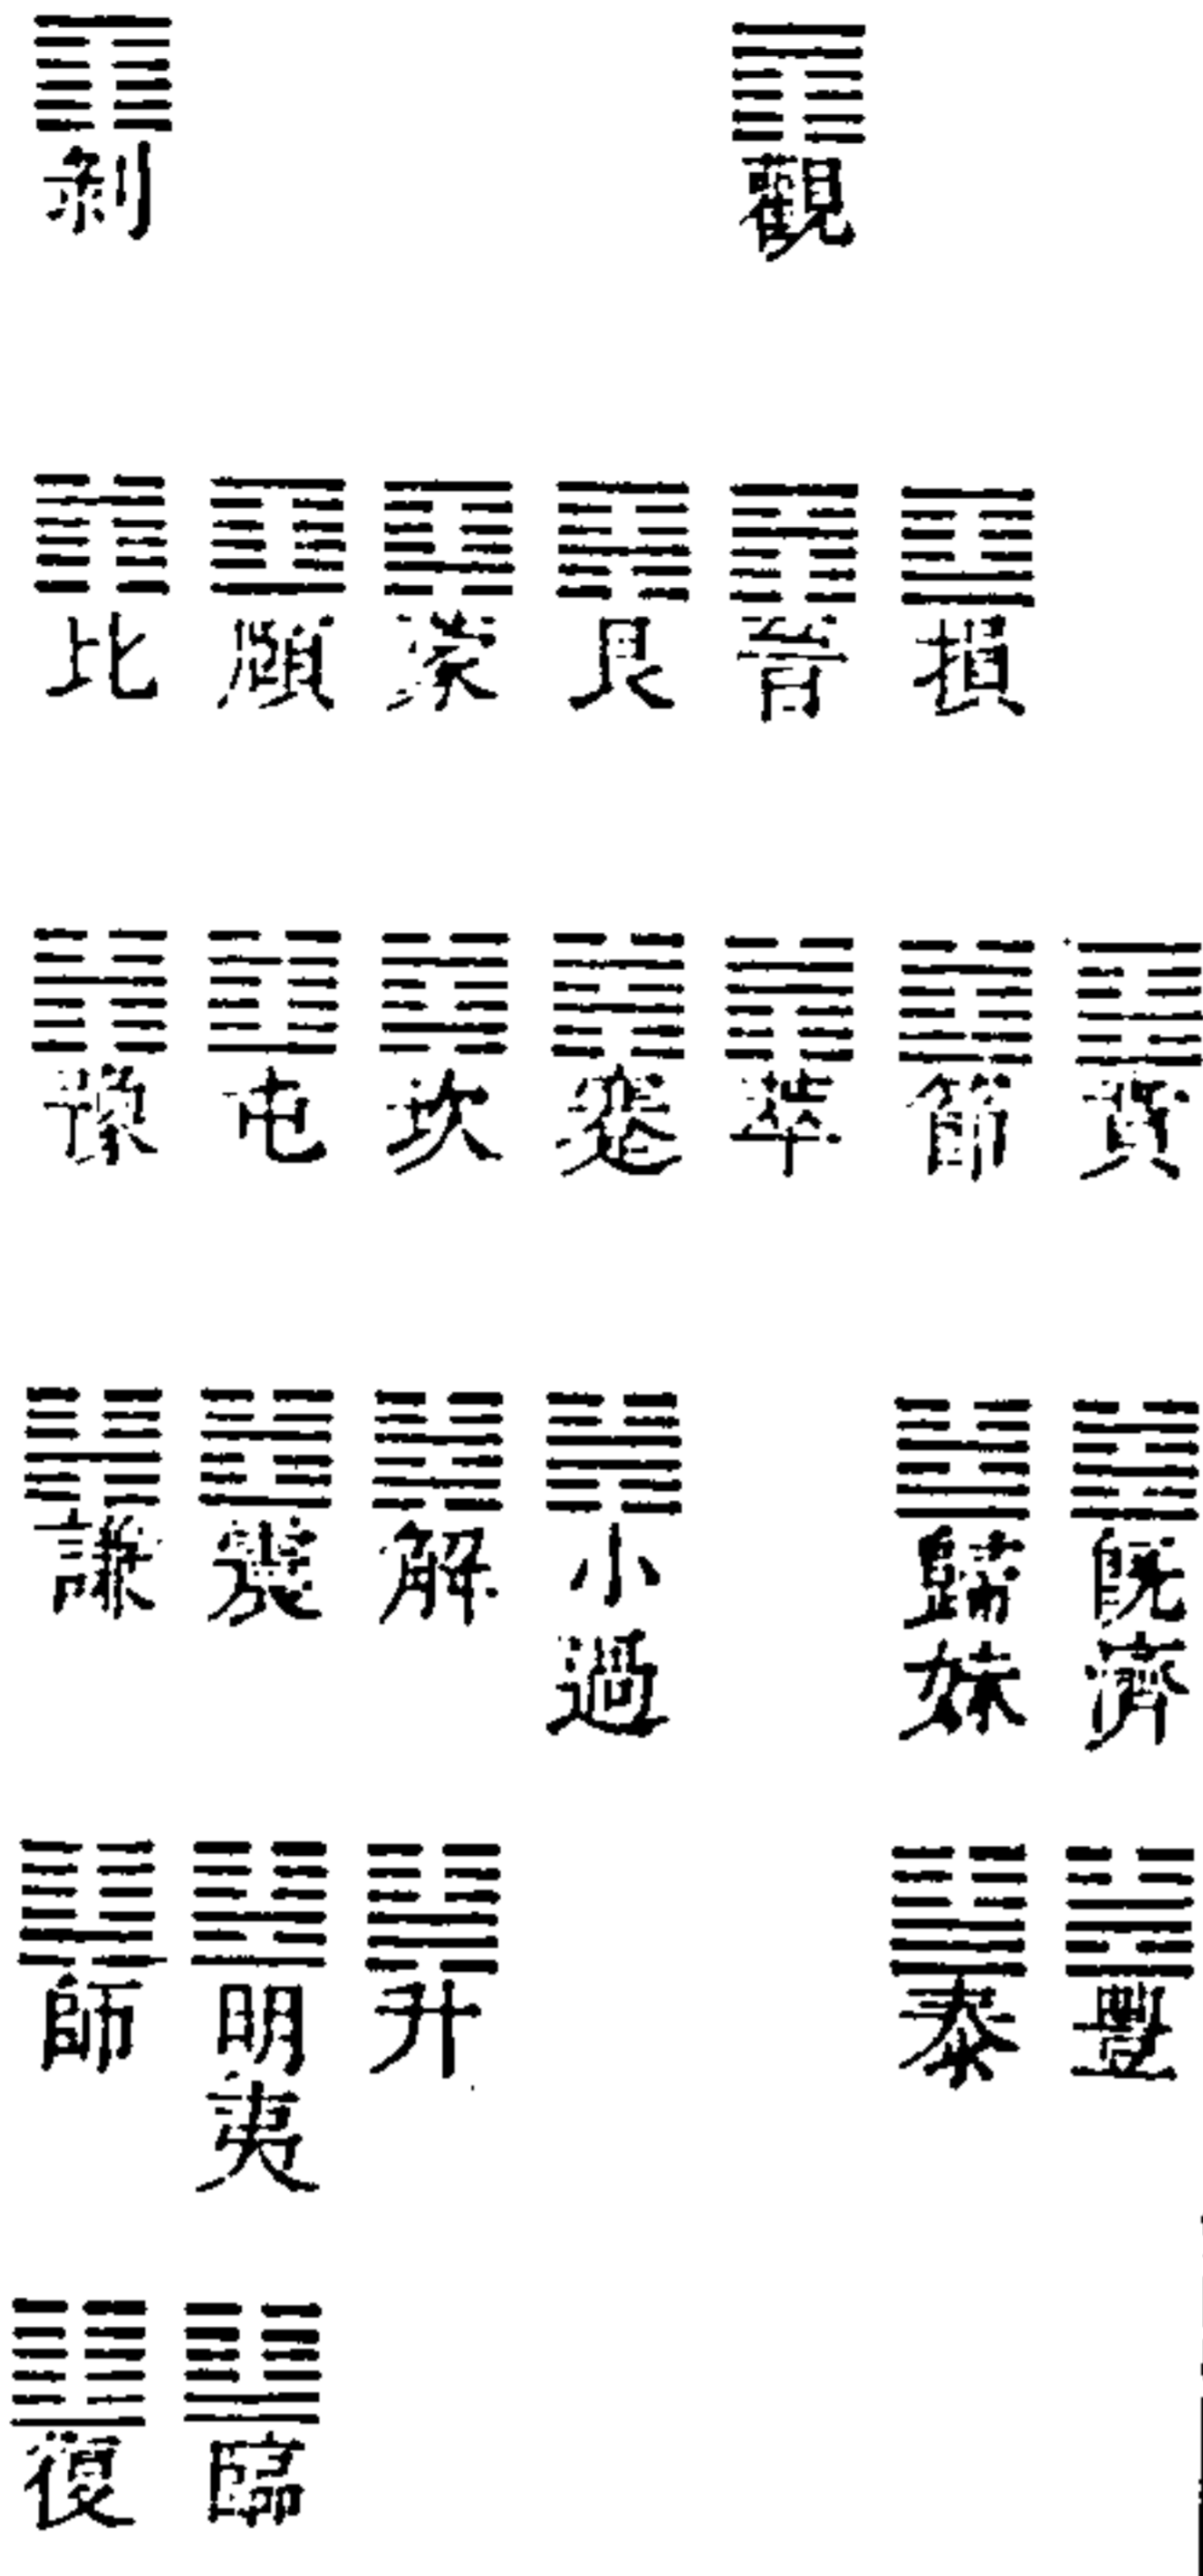 剝 觀
比 頤 蒙 艮 晉 損
豫 屯 坎 蹇 萃 節 賁
謙 震 解 小過 歸妹 既濟
師 明夷 升 泰 豐
復 臨